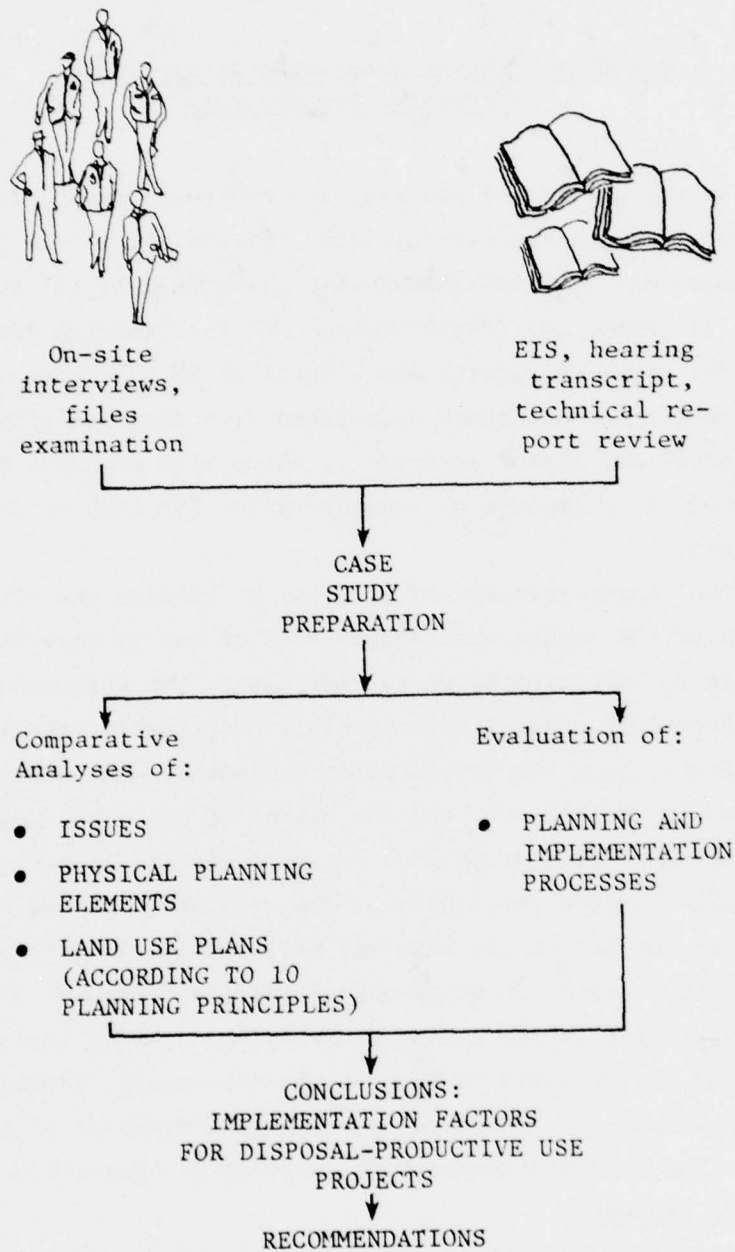 On-site
interviews,
files
examination
EIS, hearing
transcript,
technical re-
port review
CASE
STUDY
PREPARATION
Comparative
Analyses of:
• ISSUES
• PHYSICAL PLANNING
ELEMENTS
• LAND USE PLANS
(ACCORDING TO 10
PLANNING PRINCIPLES)
Evaluation of:
• PLANNING AND
IMPLEMENTATION
PROCESSES
CONCLUSIONS:
IMPLEMENTATION FACTORS
FOR DISPOSAL-PRODUCTIVE USE
PROJECTS
RECOMMENDATIONS